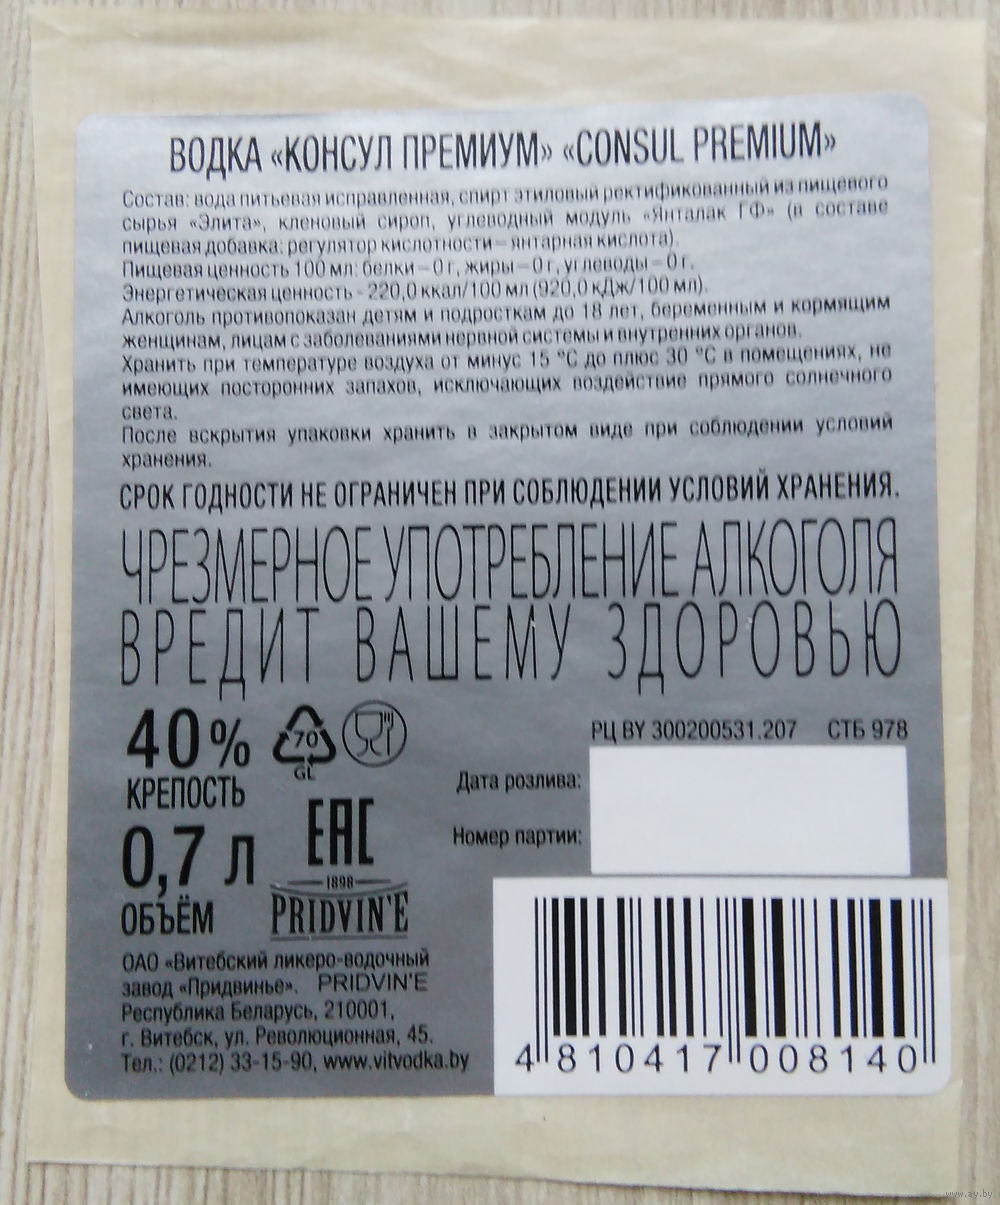 ВОДКА «КОНСУЛ ПРЕМИУМ» «CONSUL PREMIUM»
Состав: вода питьевая исправленная, спирт этиловый ректификованный из пищевого
сырья «Элита», кленовый сироп, углеводный модуль «Янталак ГФ» (в составе
пищевая добавка: регулятор кислотности – янтарная кислота).
Пищевая ценность 100 мл: белки – 0 г, жиры – 0 г, углеводы – 0 г.
Энергетическая ценность - 220,0 ккал/100 мл (920,0 кДж/100 мл).
Алкоголь противопоказан детям и подросткам до 18 лет, беременным и кормящим
женщинам, лицам с заболеваниями нервной системы и внутренних органов.
Хранить при температуре воздуха от минус 15 °С до плюс 30 °С в помещениях, не
имеющих посторонних запахов, исключающих воздействие прямого солнечного
света.
После вскрытия упаковки хранить в закрытом виде при соблюдении условий
хранения.
СРОК ГОДНОСТИ НЕ ОГРАНИЧЕН ПРИ СОБЛЮДЕНИИ УСЛОВИЙ ХРАНЕНИЯ.
ЧРЕЗМЕРНОЕ УПОТРЕБЛЕНИЕ АЛКОГОЛЯ
ВРЕДИТ ВАШЕМУ ЗДОРОВЬЮ
40%
КРЕПОСТЬ
70
GL
РЦ BY 300200531.207 СТБ 978
Дата розлива:
Номер партии:
0,7 л
ОБЪЁМ
ЕАС
1898
PRIDVIN'E
ОАО «Витебский ликеро-водочный
завод «Придвинье». PRIDVIN'E
Республика Беларусь, 210001,
г. Витебск, ул. Революционная, 45.
Тел.: (0212) 33-15-90, www.vitvodka.by
4 810417 008140
www.ay.by